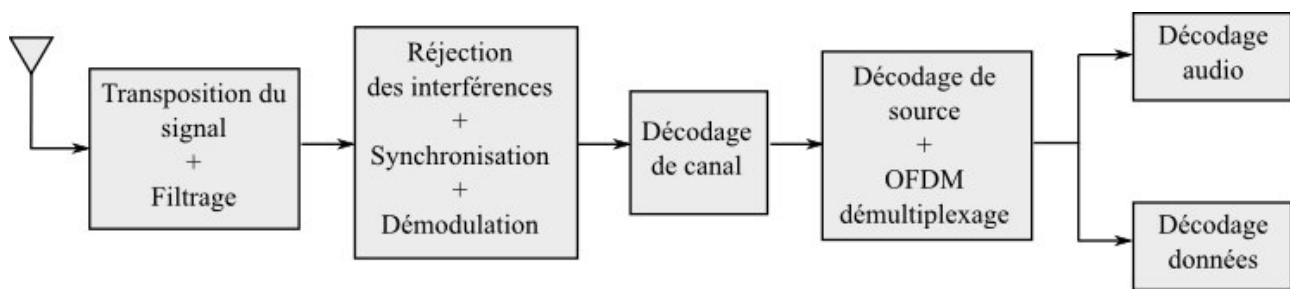 Transposition du
signal
+
Filtrage
Réjection
des interférences
+
Synchronisation
+
Démodulation
Décodage
de canal
Décodage de
source
+
OFDM
démultiplexage
Décodage
audio
Décodage
données